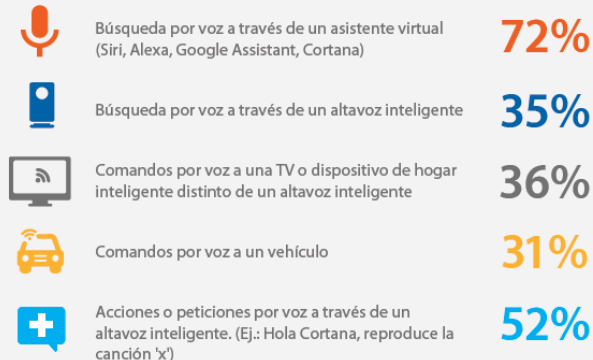 Búsqueda por voz a través de un asistente virtual
(Siri, Alexa, Google Assistant, Cortana)
72%
Búsqueda por voz a través de un altavoz inteligente
35%
Comandos por voz a una TV o dispositivo de hogar
inteligente distinto de un altavoz inteligente
36%
Comandos por voz a un vehículo
31%
Acciones o peticiones por voz a través de un
altavoz inteligente. (Ej.: Hola Cortana, reproduce la
canción 'x')
52%